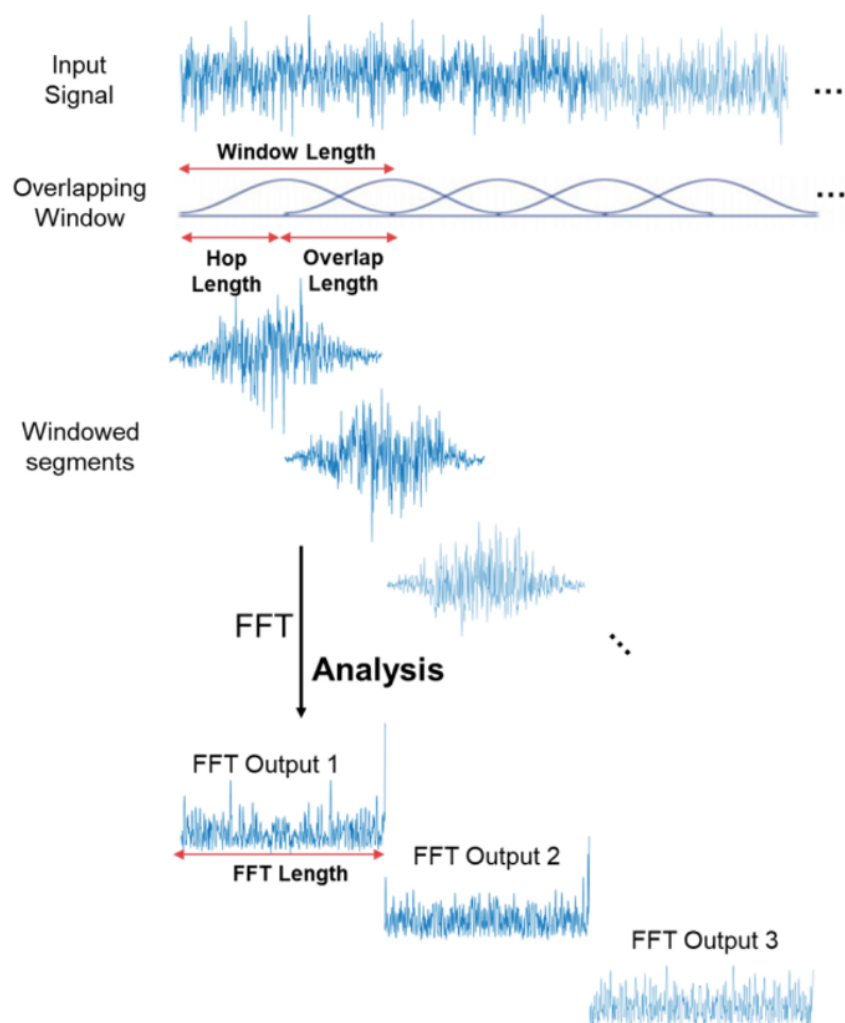 Input
Signal
...
Window Length
Overlapping
Window
...
Hop
Length
Overlap
Length
Windowed
segments
FFT
Analysis
FFT Output 1
FFT Length
FFT Output 2
FFT Output 3